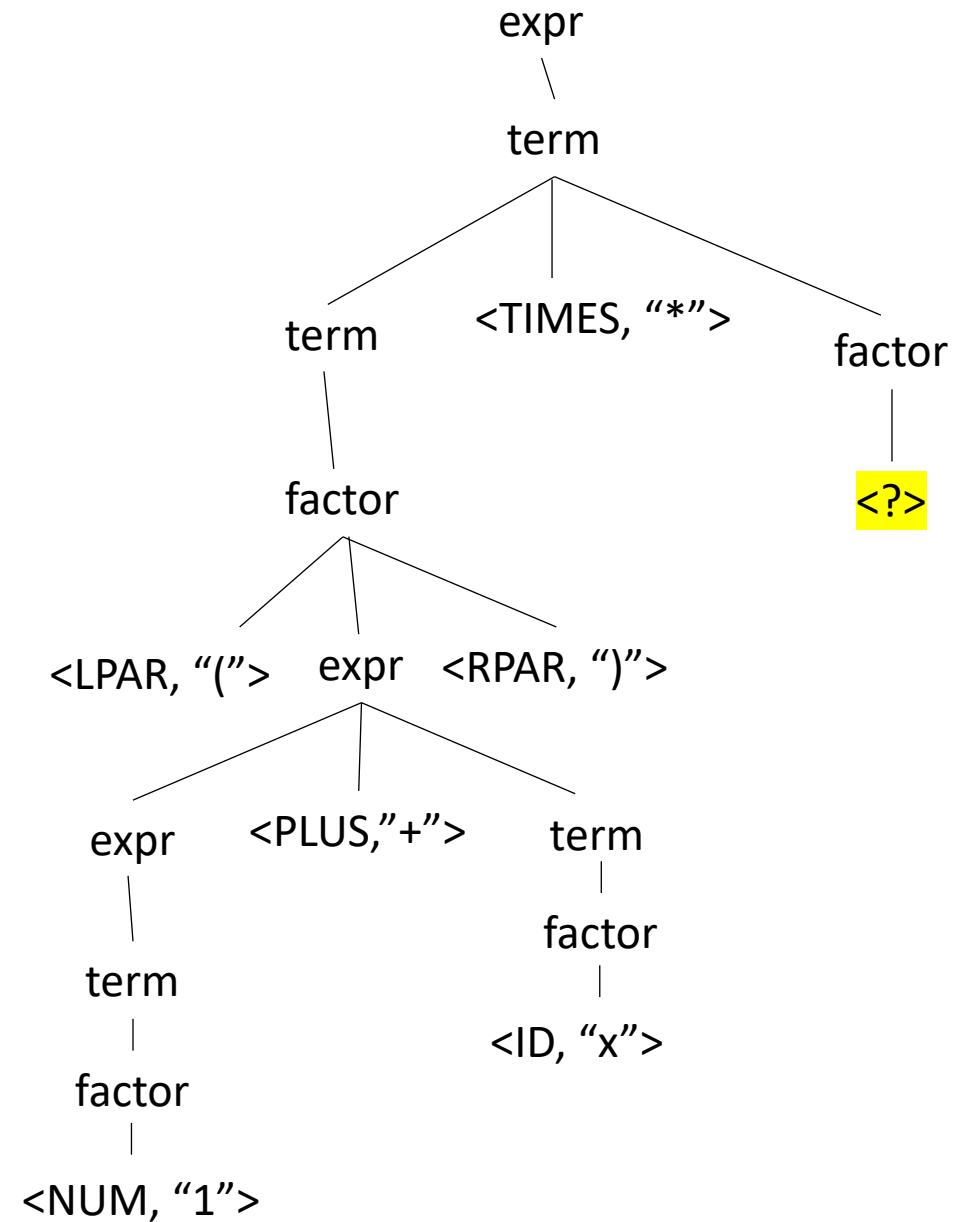 expr
term
term
<TIMES, “*”>
factor
factor
<?>
<LPAR, “(”>
expr
<RPAR, “)”>
expr
<PLUS,”+”>
term
term
factor
factor
<ID, “x”>
<NUM, “1”>